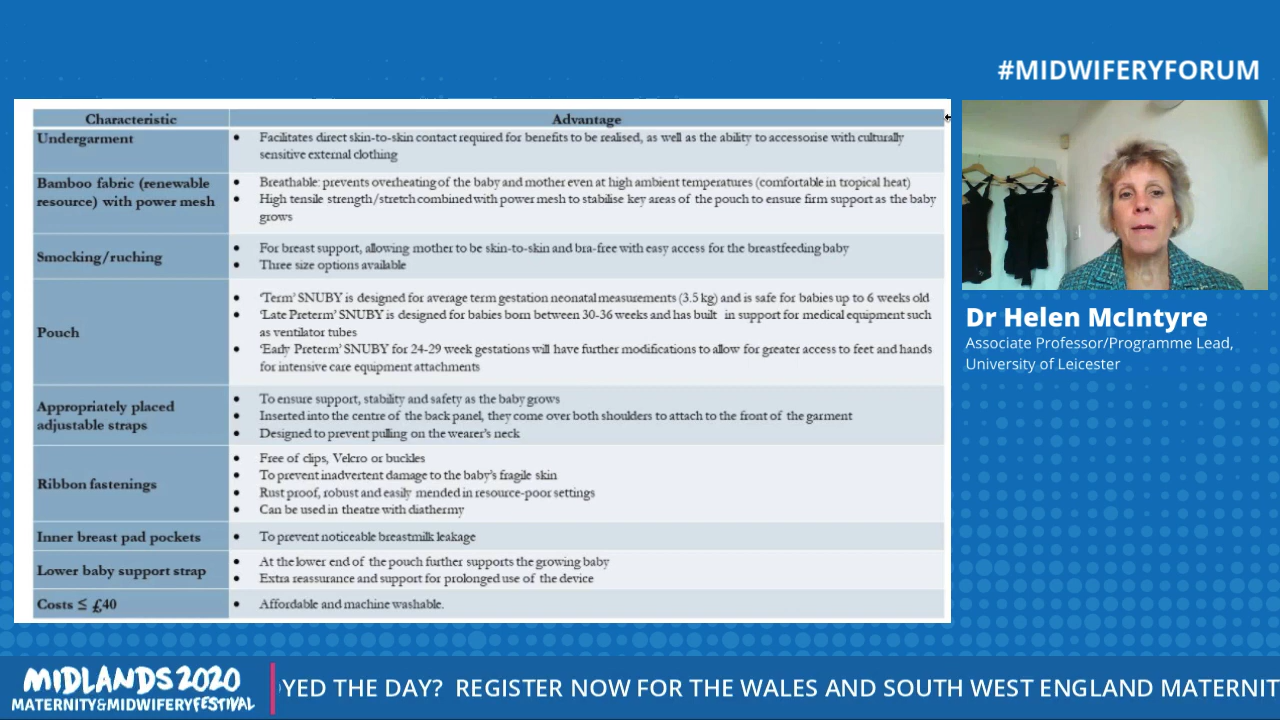 #MIDWIFERYFORUM
Characteristic
Advantage
Undergarment
• Facilitates direct skin-to-skin contact required for benefits to be realised, as well as the ability to accessorise with culturally
sensitive external clothing
Bamboo fabric (renewable
resource) with power mesh
• Breathable: prevents overheating of the baby and mother even at high ambient temperatures (comfortable in tropical heat)
• High tensile strength/stretch combined with power mesh to stabilise key areas of the pouch to ensure firm support as the baby
grows
Smocking/ruching
• For breast support, allowing mother to be skin-to-skin and bra-free with easy access for the breastfeeding baby
• Three size options available
Pouch
• 'Term' SNUBY is designed for average term gestation neonatal measurements (3.5 kg) and is safe for babies up to 6 weeks old
• 'Late Preterm' SNUBY is designed for babies born between 30-36 weeks and has built in support for medical equipment such
as ventilator tubes
• 'Early Preterm' SNUBY for 24-29 week gestations will have further modifications to allow for greater access to feet and hands
for intensive care equipment attachments
Appropriately placed
adjustable straps
• To ensure support, stability and safety as the baby grows
• Inserted into the centre of the back panel, they come over both shoulders to attach to the front of the garment
• Designed to prevent pulling on the wearer's neck
Ribbon fastenings
• Free of clips, Velcro or buckles
• To prevent inadvertent damage to the baby's fragile skin
• Rust proof, robust and easily mended in resource-poor settings
• Can be used in theatre with diathermy
Inner breast pad pockets
• To prevent noticeable breastmilk leakage
Lower baby support strap
• At the lower end of the pouch further supports the growing baby
• Extra reassurance and support for prolonged use of the device
Costs ≤ £40
• Affordable and machine washable.
Dr Helen McIntyre
Associate Professor/Programme Lead,
University of Leicester
MIDLANDS 2020
MATERNITY&MIDWIFERYFESTIVAL
YED THE DAY? REGISTER NOW FOR THE WALES AND SOUTH WEST ENGLAND MATERNIT